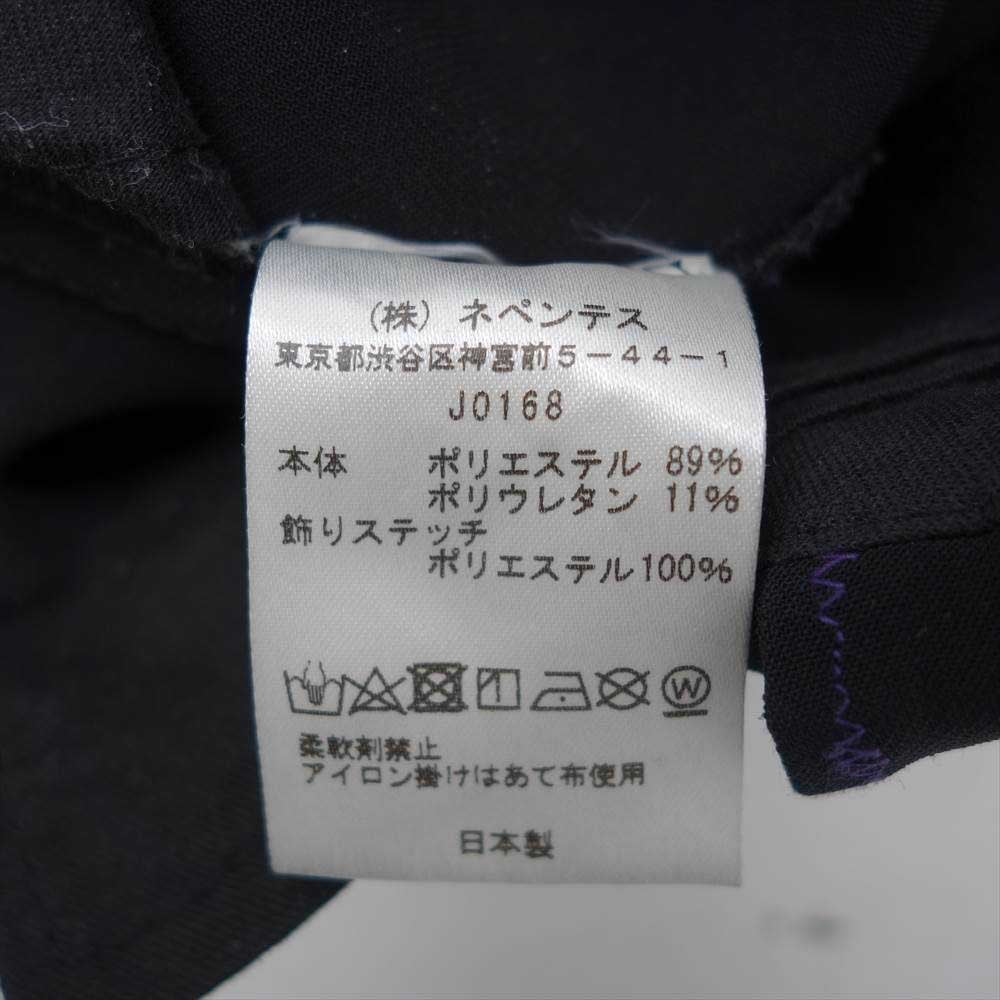 (株) ネペンテス
東京都渋谷区神宮前5-44-1
J0168
本体 ポリエステル 89%
ポリウレタン 11%
飾りステッチ
ポリエステル100%
W
柔軟剤禁止
アイロン掛けはあて布使用
日本製